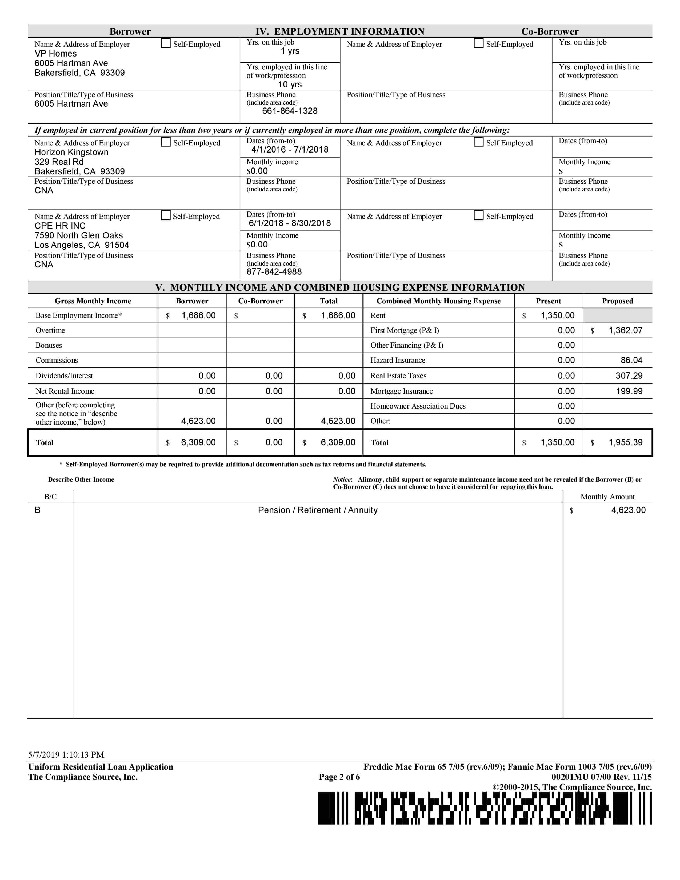 Borrower IV. EMPLOYMENT INFORMATION Co-Borrower
Name & Address of Employer Self-Employed Yrs. on this job Name & Address of Employer Self-Employed Yrs. on this job
VP Homes 1 yrs
6005 Hartman Ave Yrs. employed in this line of work/profession Yrs. employed in this line of work/profession
Bakersfield, CA 93309 10 yrs
Position/Title/Type of Business Business Phone (include area code) Position/Title/Type of Business Business Phone (include area code)
6005 Hartman Ave 661-864-1328
If employed in current position for less than two years or if currently employed in more than one position, complete the following:
Name & Address of Employer Self-Employed Dates (from-to) Name & Address of Employer Self-Employed Dates (from-to)
Horizon Kingstown 4/1/2016 - 7/1/2018
329 Real Rd Monthly income Monthly Income
Bakersfield, CA 93309 $0.00 $
Position/Title/Type of Business Business Phone (include area code) Position/Title/Type of Business Business Phone (include area code)
CNA
Name & Address of Employer Self-Employed Dates (from-to) Name & Address of Employer Self-Employed Dates (from-to)
CPE HR INC 6/1/2018 - 8/30/2018
7590 North Glen Oaks Monthly Income Monthly Income
Los Angeles, CA 91504 $0.00 $
Position/Title/Type of Business Business Phone (include area code) Position/Title/Type of Business Business Phone (include area code)
CNA 877-842-4988
V. MONTHLY INCOME AND COMBINED HOUSING EXPENSE INFORMATION
Gross Monthly Income Borrower Co-Borrower Total Combined Monthly Housing Expense Present Proposed
Base Employment Income* $ 1,686.00 $ $ 1,686.00 Rent $ 1,350.00
Overtime First Mortgage (P& I) 0.00 $ 1,362.07
Bonuses Other Financing (P& I) 0.00
Commissions Hazard Insurance 0.00 86.04
Dividends/Interest 0.00 0.00 0.00 Real Estate Taxes 0.00 307.29
Net Rental Income 0.00 0.00 0.00 Mortgage Insurance 0.00 199.99
Other (before completing Homeowner Association Dues 0.00
see the notice in "describe
other income," below) 4,623.00 0.00 4,623.00 Other: 0.00
Total $ 6,309.00 $ 0.00 $ 6,309.00 Total $ 1,350.00 $ 1,955.39
* Self-Employed Borrower(s) may be required to provide additional documentation such as tax returns and financial statements.
Describe Other Income Notice: Alimony, child support or separate maintenance income need not be revealed if the Borrower (B) or
Co-Borrower (C) does not choose to have it considered for repaying this loan.
B/C Monthly Amount
B Pension / Retirement / Annuity $ 4,623.00
5/7/2019 1:10:13 PM
Uniform Residential Loan Application Freddie Mac Form 65 7/05 (rev.6/09); Fannie Mae Form 1003 7/05 (rev.6/09)
The Compliance Source, Inc. Page 2 of 6 00201MU 07/00 Rev. 11/15
©2000-2015, The Compliance Source, Inc.